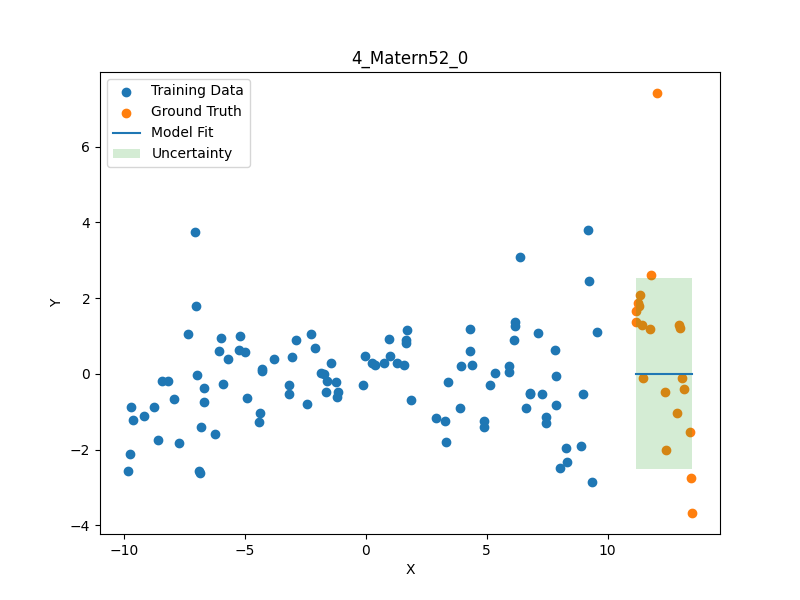 4_Matern52_0
Training Data
Ground Truth
Model Fit
Uncertainty
Y
6
4
2
0
−2
−4
−10
−5
0
5
10
X